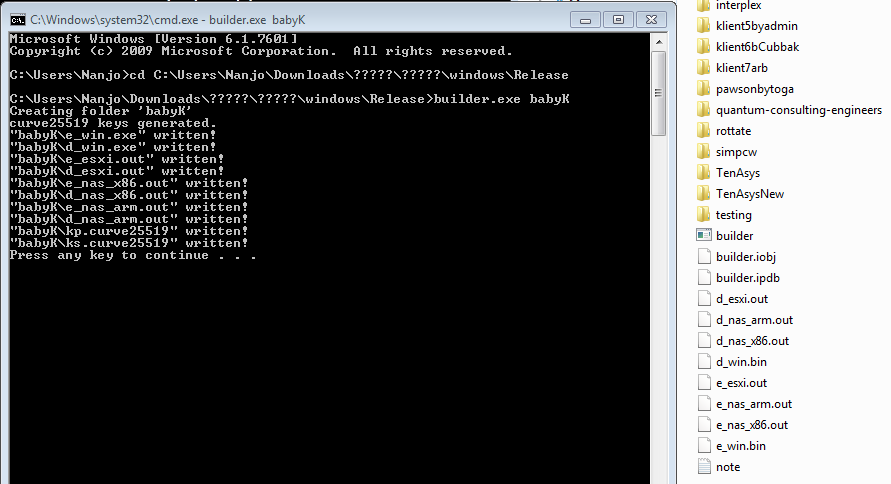 C:\Windows\system32\cmd.exe - builder.exe  babyK
Microsoft Windows [Version 6.1.7601]
Copyright (c) 2009 Microsoft Corporation.  All rights reserved.
C:\Users\Nanjo>cd C:\Users\Nanjo\Downloads\?????\?????\windows\Release
C:\Users\Nanjo\Downloads\?????\?????\windows\Release>builder.exe babyK
Creating folder 'babyK'
curve25519 keys generated.
"babyK\e_win.exe" written!
"babyK\d_win.exe" written!
"babyK\e_esxi.out" written!
"babyK\d_esxi.out" written!
"babyK\e_nas_x86.out" written!
"babyK\d_nas_x86.out" written!
"babyK\e_nas_arm.out" written!
"babyK\d_nas_arm.out" written!
"babyK\kp.curve25519" written!
"babyK\ks.curve25519" written!
Press any key to continue . . .
interplex
klient5byadmin
klient6bCubbak
klient7arb
pawsonbytoga
quantum-consulting-engineers
rottate
simpcw
TenAsys
TenAsysNew
testing
builder
builder.iobj
builder.ipdb
d_esxi.out
d_nas_arm.out
d_nas_x86.out
d_win.bin
e_esxi.out
e_nas_arm.out
e_nas_x86.out
e_win.bin
note